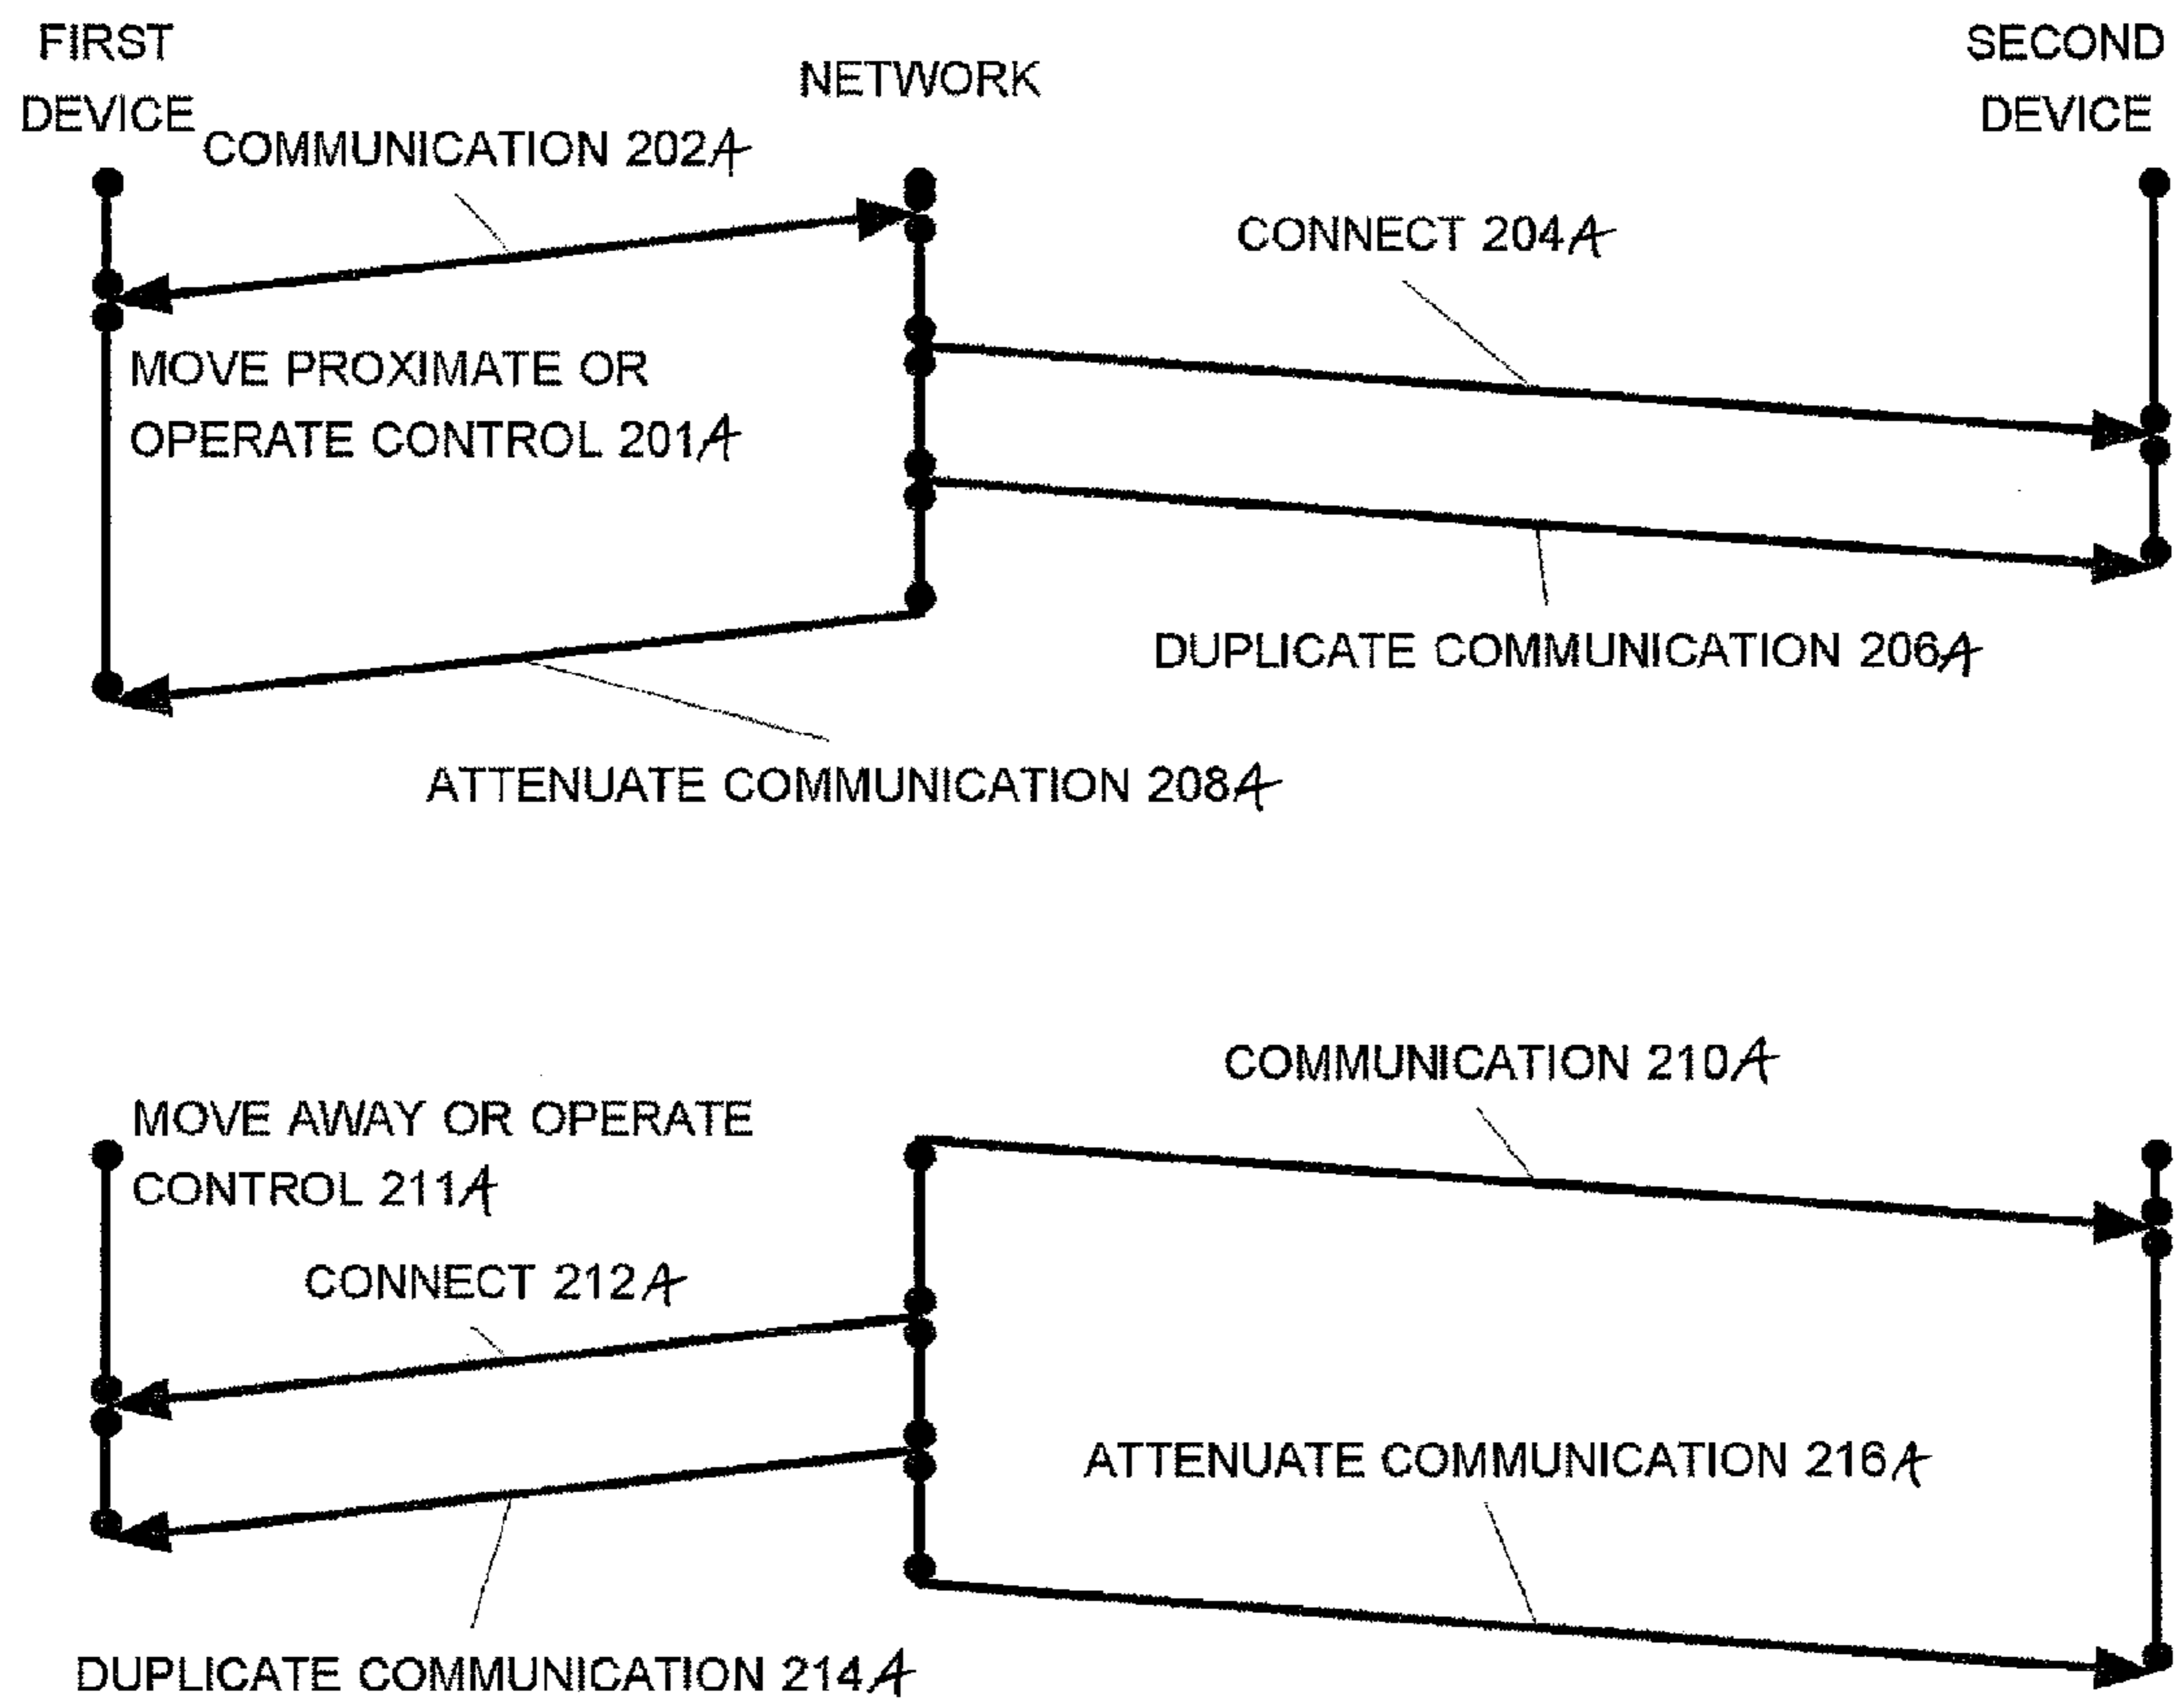 FIRST
DEVICE
NETWORK
SECOND
DEVICE
COMMUNICATION 202A
CONNECT 204A
MOVE PROXIMATE OR
OPERATE CONTROL 201A
DUPLICATE COMMUNICATION 206A
ATTENUATE COMMUNICATION 208A
COMMUNICATION 210A
MOVE AWAY OR OPERATE
CONTROL 211A
CONNECT 212A
ATTENUATE COMMUNICATION 216A
DUPLICATE COMMUNICATION 214A